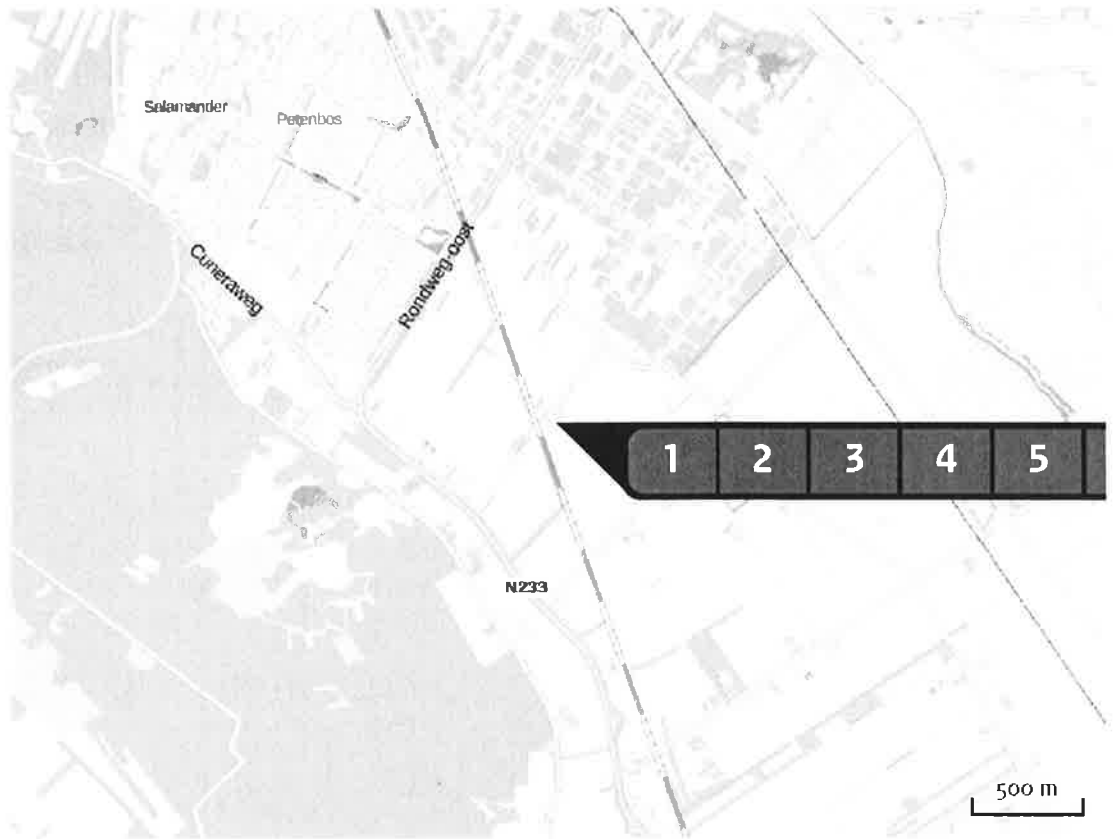 Salamander
Petenbos
Cuneraweg
Rondweg-oost
1 2 3 4 5
N233
500 m